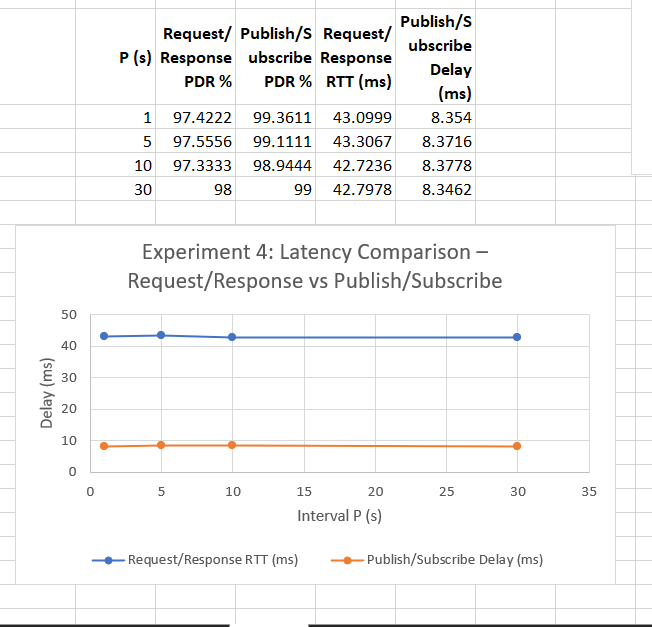 P (s) Request/Response PDR % Publish/Subscribe PDR % Request/Response RTT (ms) Publish/Subscribe Delay (ms)
1 97.4222 99.3611 43.0999 8.354
5 97.5556 99.1111 43.3067 8.3716
10 97.3333 98.9444 42.7236 8.3778
30 98 99 42.7978 8.3462
Experiment 4: Latency Comparison –
Request/Response vs Publish/Subscribe
Delay (ms)
50
40
30
20
10
0
0 5 10 15 20 25 30 35
Interval P (s)
Request/Response RTT (ms) Publish/Subscribe Delay (ms)